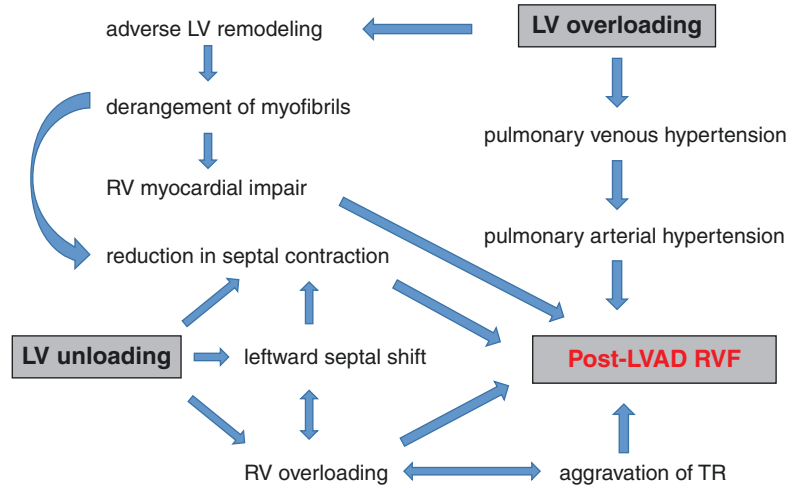 adverse LV remodeling
LV overloading
derangement of myofibrils
pulmonary venous hypertension
RV myocardial impair
pulmonary arterial hypertension
reduction in septal contraction
LV unloading
leftward septal shift
Post-LVAD RVF
RV overloading
aggravation of TR